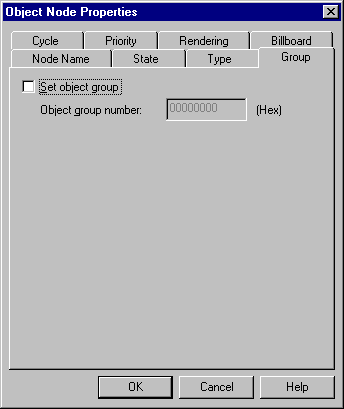 Object Node Properties
Cycle Priority Rendering Billboard
Node Name State Type Group
Set object group
Object group number: 00000000 (Hex)
OK Cancel Help